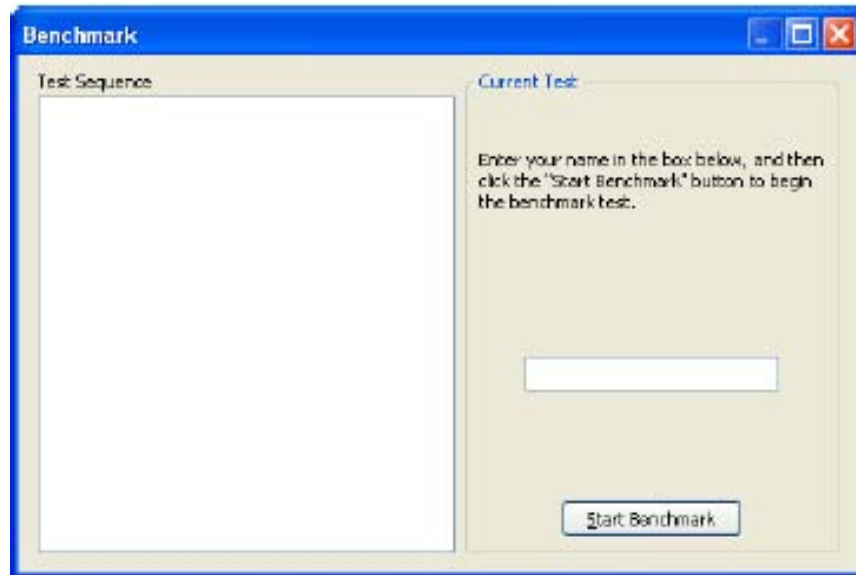 Benchmark
Test Sequence
Current Test
Enter your name in the box below, and then
click the "Start Benchmark" button to begin
the benchmark test.
Start Benchmark